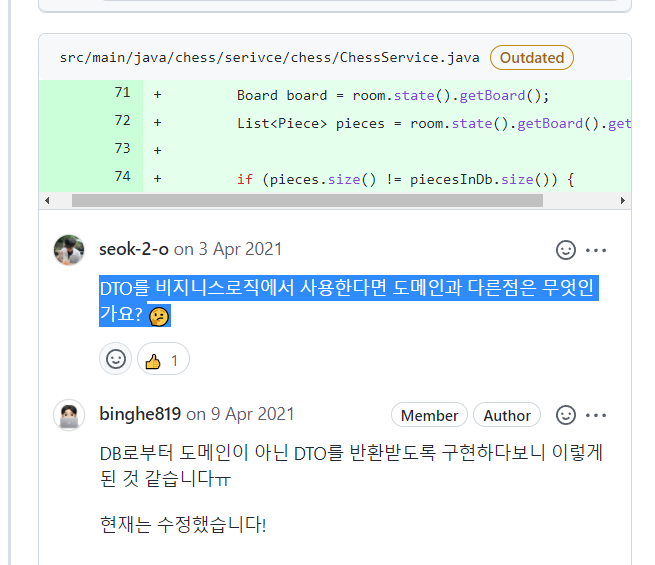 src/main/java/chess/serivce/chess/ChessService.java Outdated
71 + Board board = room.state().getBoard();
72 + List<Piece> pieces = room.state().getBoard().get
73 +
74 + if (pieces.size() != piecesInDb.size()) {
seok-2-o on 3 Apr 2021
DTO를 비지니스로직에서 사용한다면 도메인과 다른점은 무엇인
가요? 🤔
👍 1
binghe819 on 9 Apr 2021 Member Author
DB로부터 도메인이 아닌 DTO를 반환받도록 구현하다보니 이렇게
된 것 같습니다ㅠ
현재는 수정했습니다!